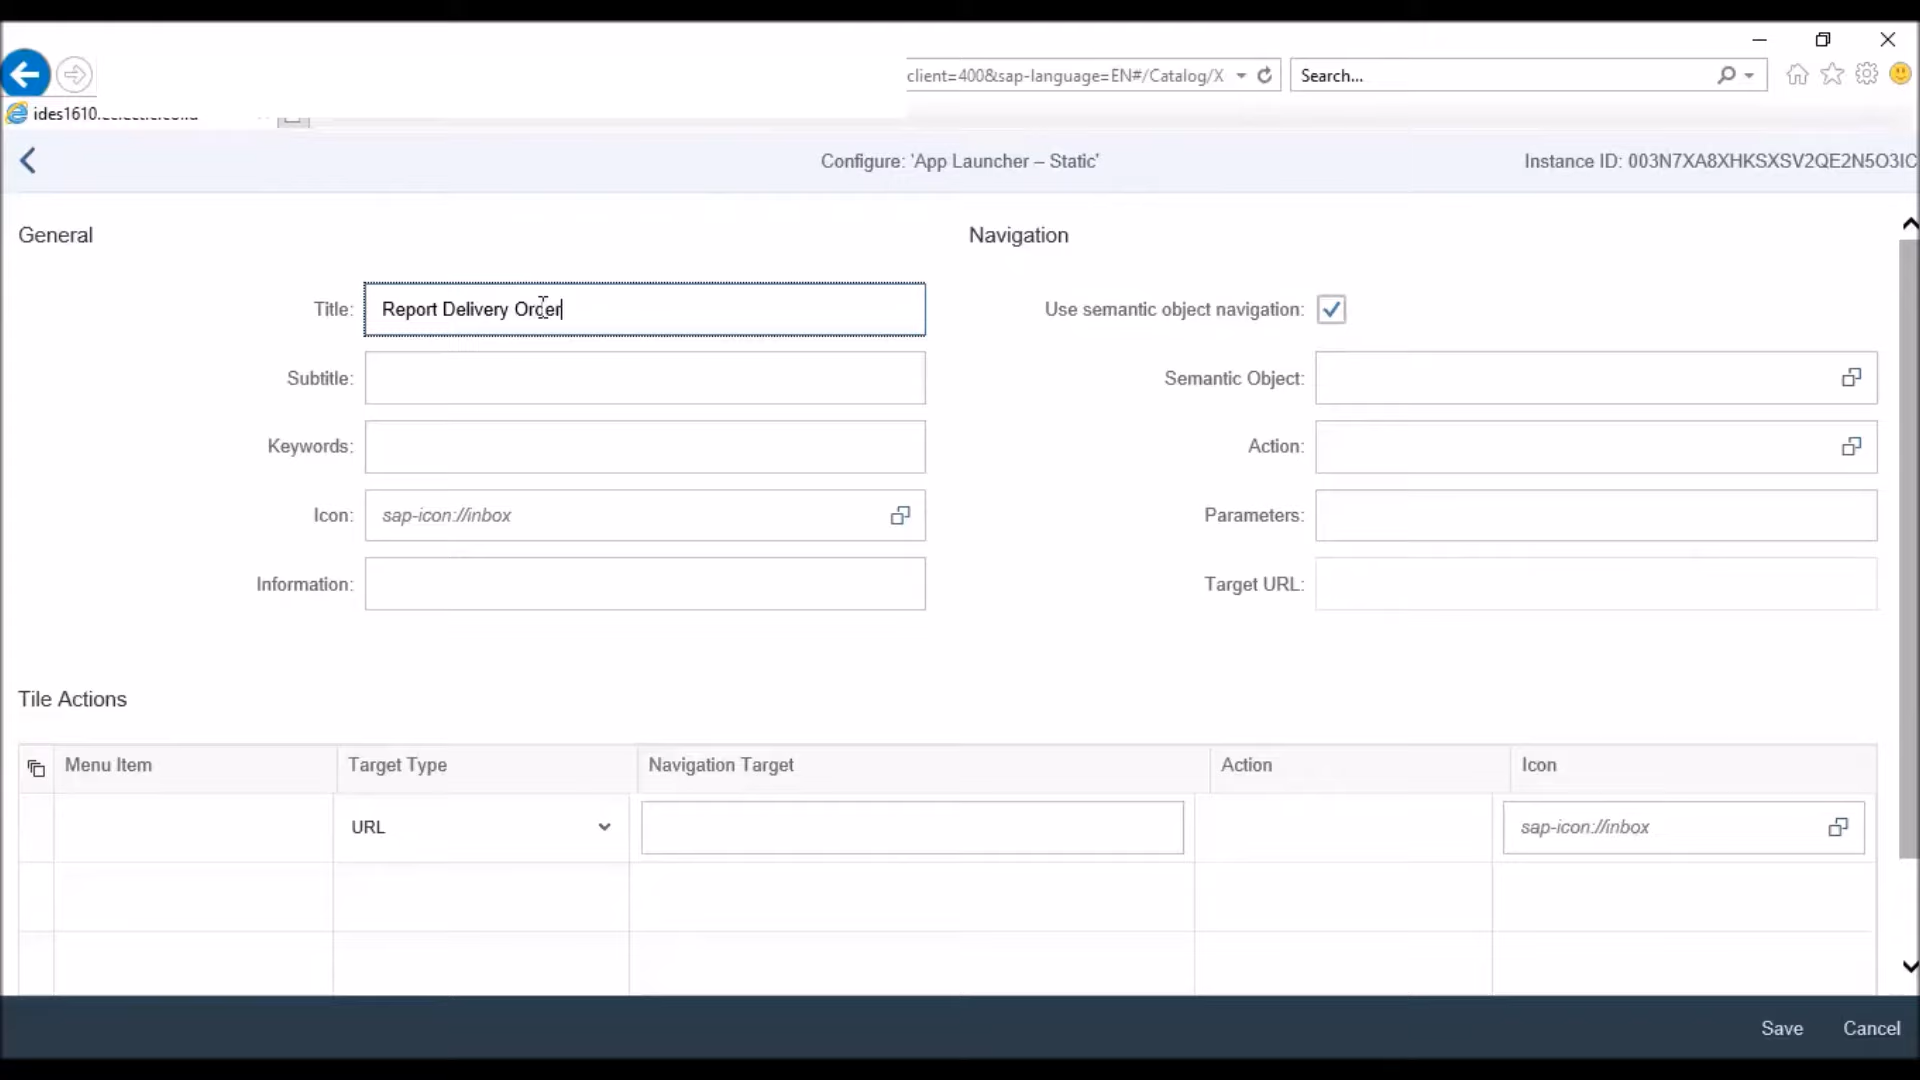 client=400&sap-language=EN#/Catalog/X
Search...
ides1610
Configure: 'App Launcher – Static'
Instance ID: 003N7XA8XHKSXSV2QE2N5O3IC
General
Navigation
Title:
Report Delivery Order
Use semantic object navigation:
Subtitle:
Semantic Object:
Keywords:
Action:
Icon:
sap-icon://inbox
Parameters:
Information:
Target URL:
Tile Actions
Menu Item
Target Type
Navigation Target
Action
Icon
URL
sap-icon://inbox
Save
Cancel